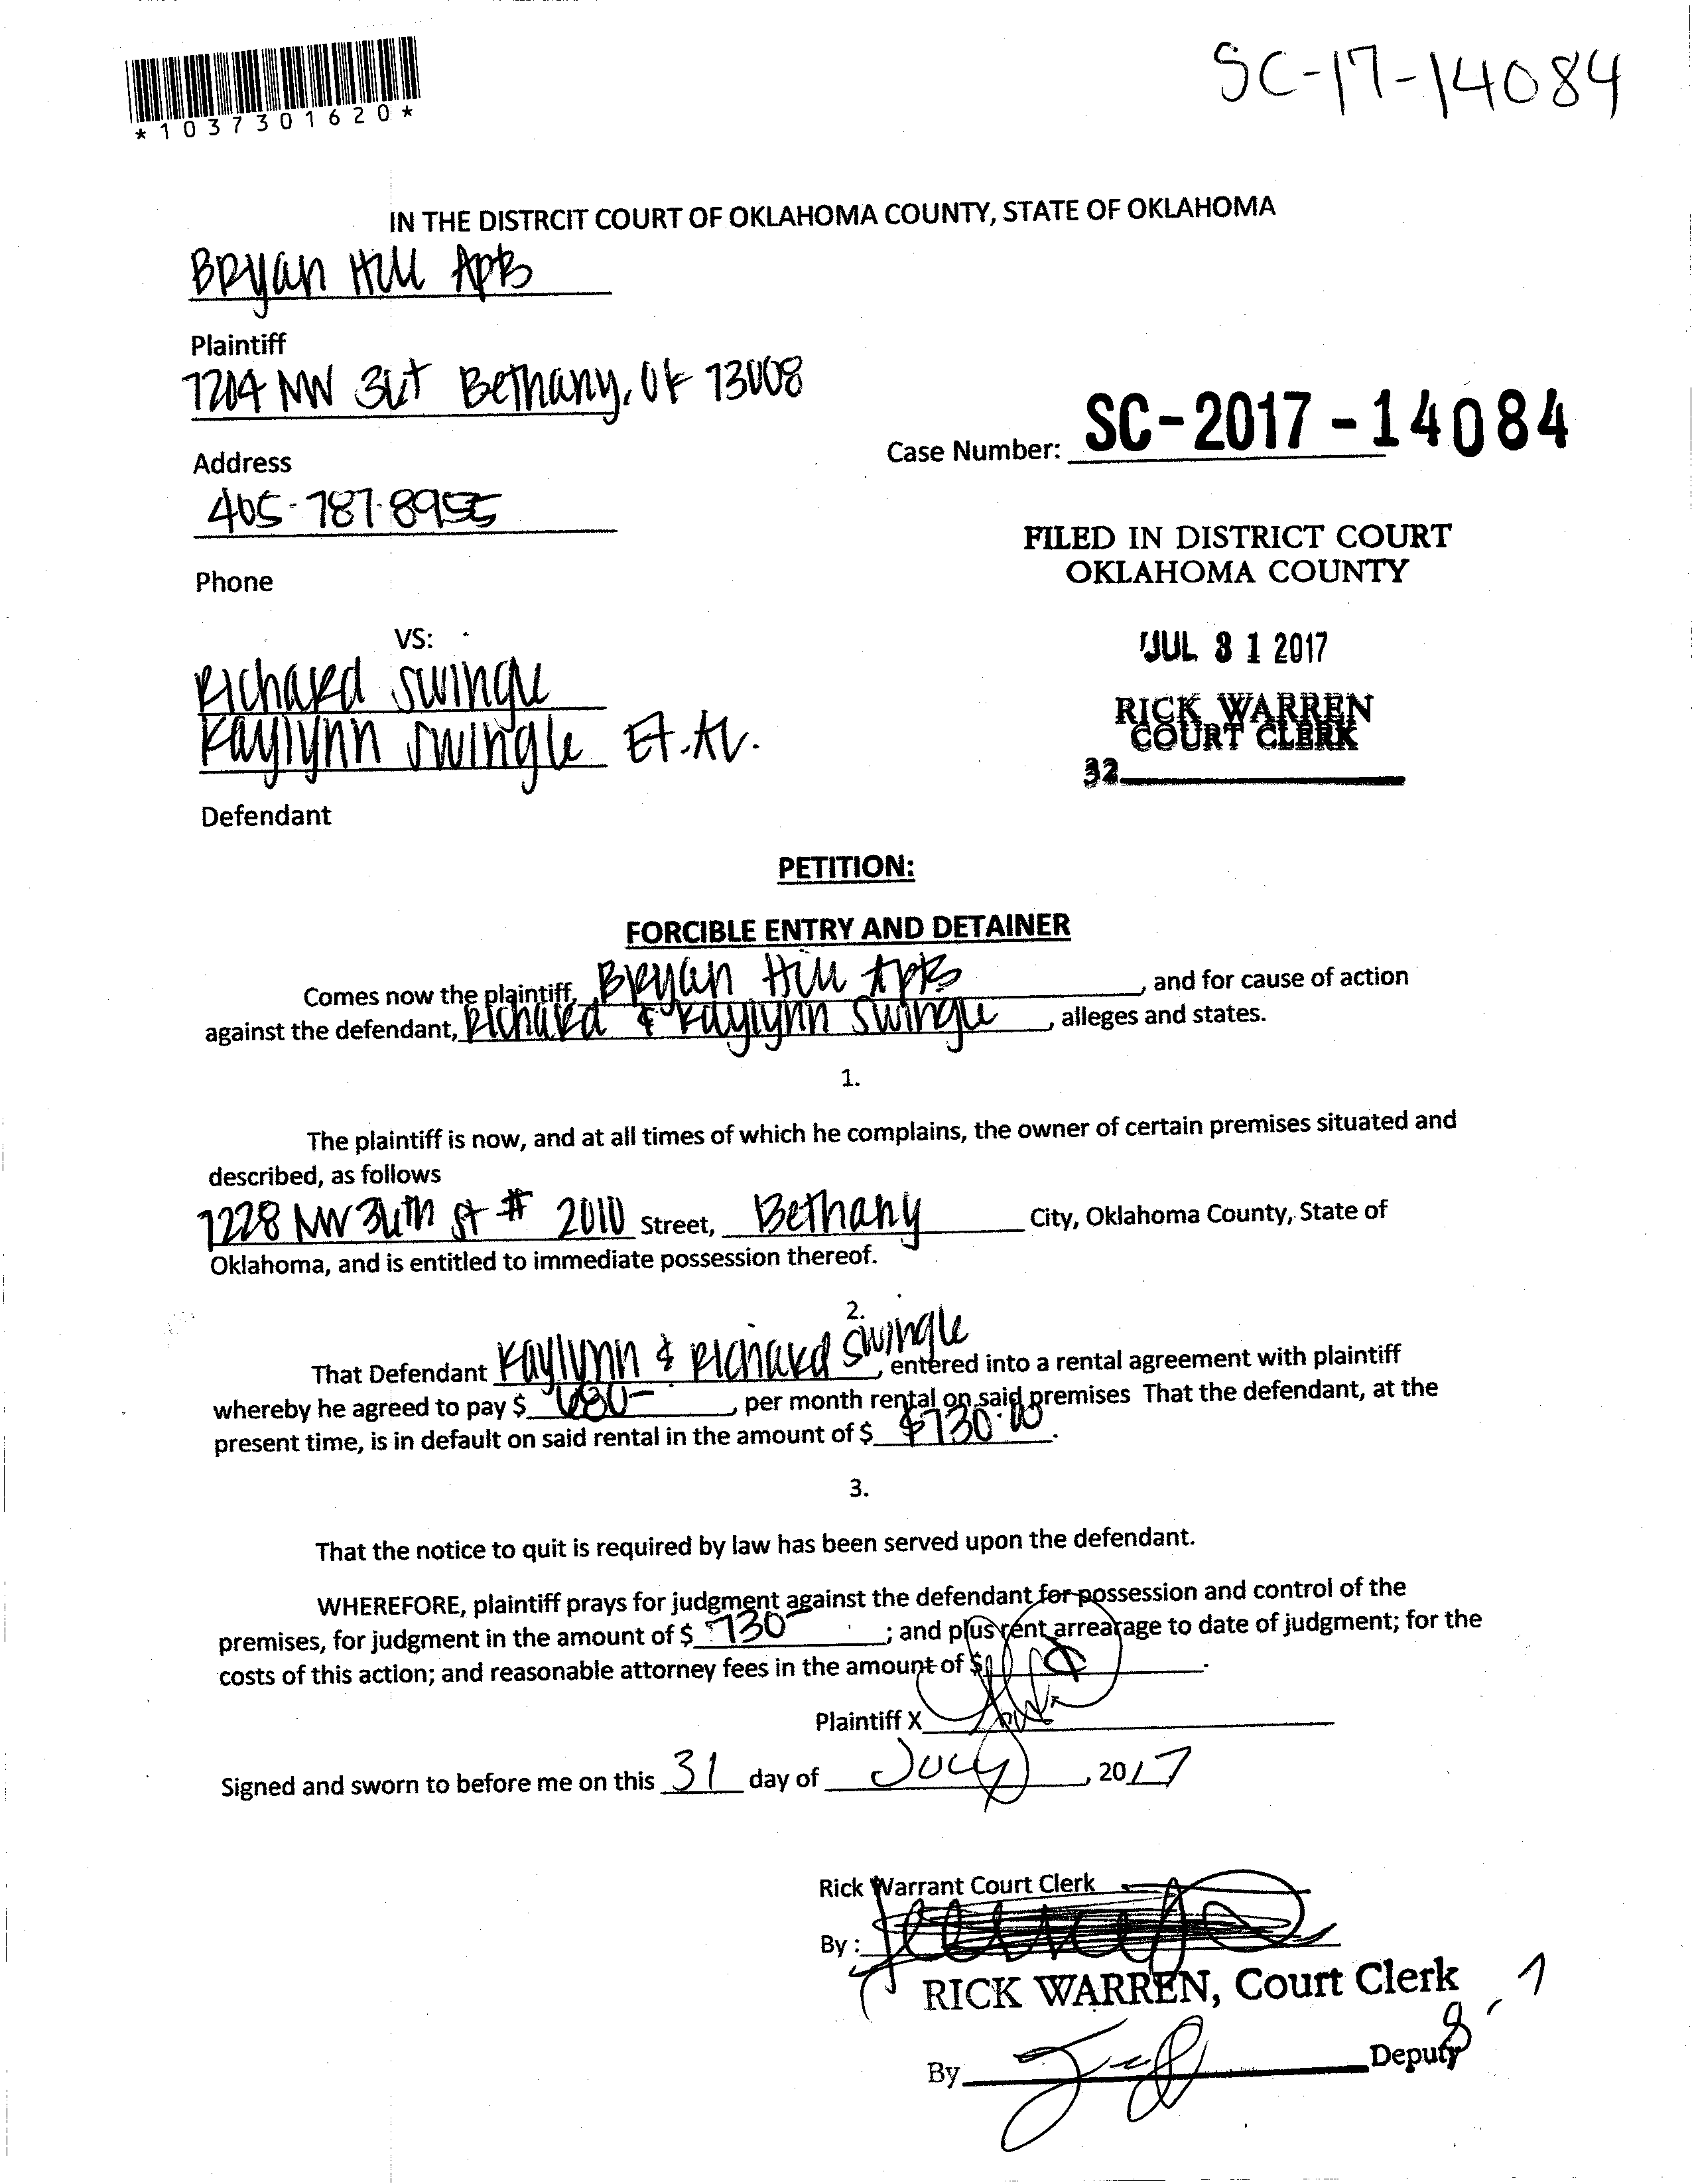 SC-17-14084
*1037301620*
IN THE DISTRCIT COURT OF OKLAHOMA COUNTY, STATE OF OKLAHOMA
Bryan Hill Apts
Plaintiff
7204 NW Bethany, OK 73008
Case Number: SC-2017-14084
Address
405-787-8955
FILED IN DISTRICT COURT
OKLAHOMA COUNTY
Phone
VS:
JUL 31 2017
Richard Swingle
RICK WARREN
COURT CLERK
Kaylynn Swingle Et. Al.
32
Defendant
PETITION:
FORCIBLE ENTRY AND DETAINER
Comes now the plaintiff, Bryan Hill Apts, and for cause of action
against the defendant, Richard & Kaylynn Swingle, alleges and states.
1.
The plaintiff is now, and at all times of which he complains, the owner of certain premises situated and
described, as follows
7228 NW 36th St # Street, Bethany City, Oklahoma County, State of
Oklahoma, and is entitled to immediate possession thereof.
2.
That Defendant Kaylynn & Richard Swingle, entered into a rental agreement with plaintiff
whereby he agreed to pay $ per month rental on said premises That the defendant, at the
present time, is in default on said rental in the amount of $ $730.00.
3.
That the notice to quit is required by law has been served upon the defendant.
WHEREFORE, plaintiff prays for judgment against the defendant for possession and control of the
premises, for judgment in the amount of $ $730-; and plus rent arrearage to date of judgment; for the
costs of this action; and reasonable attorney fees in the amount of $.
Plaintiff X
Signed and sworn to before me on this 31 day of July, 2017
Rick Warrant Court Clerk
By:
RICK WARREN, Court Clerk
By Deputy